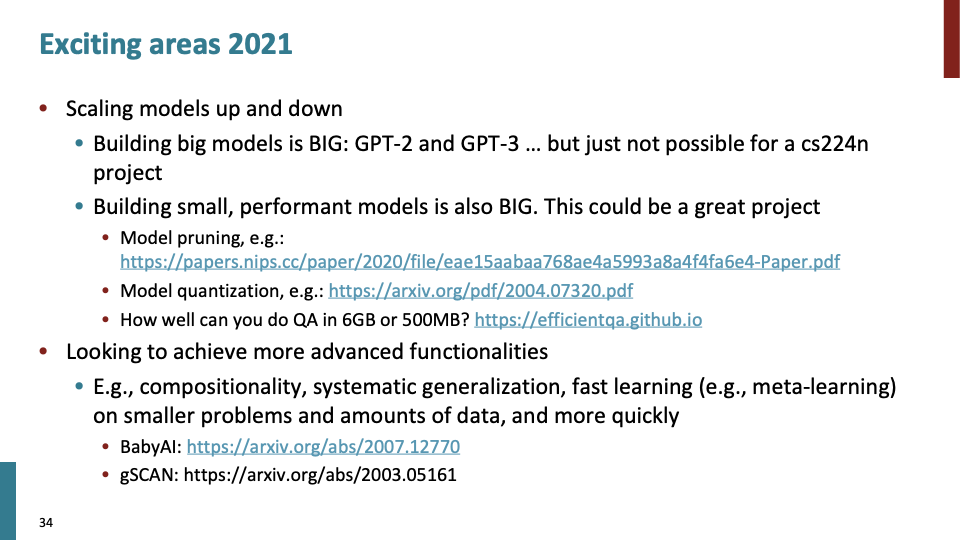 Exciting areas 2021
• Scaling models up and down
• Building big models is BIG: GPT-2 and GPT-3 … but just not possible for a cs224n
project
• Building small, performant models is also BIG. This could be a great project
• Model pruning, e.g.:
https://papers.nips.cc/paper/2020/file/eae15aabaa768ae4a5993a8a4f4fa6e4-Paper.pdf
• Model quantization, e.g.: https://arxiv.org/pdf/2004.07320.pdf
• How well can you do QA in 6GB or 500MB? https://efficientqa.github.io
• Looking to achieve more advanced functionalities
• E.g., compositionality, systematic generalization, fast learning (e.g., meta-learning)
on smaller problems and amounts of data, and more quickly
• BabyAI: https://arxiv.org/abs/2007.12770
• gSCAN: https://arxiv.org/abs/2003.05161
34